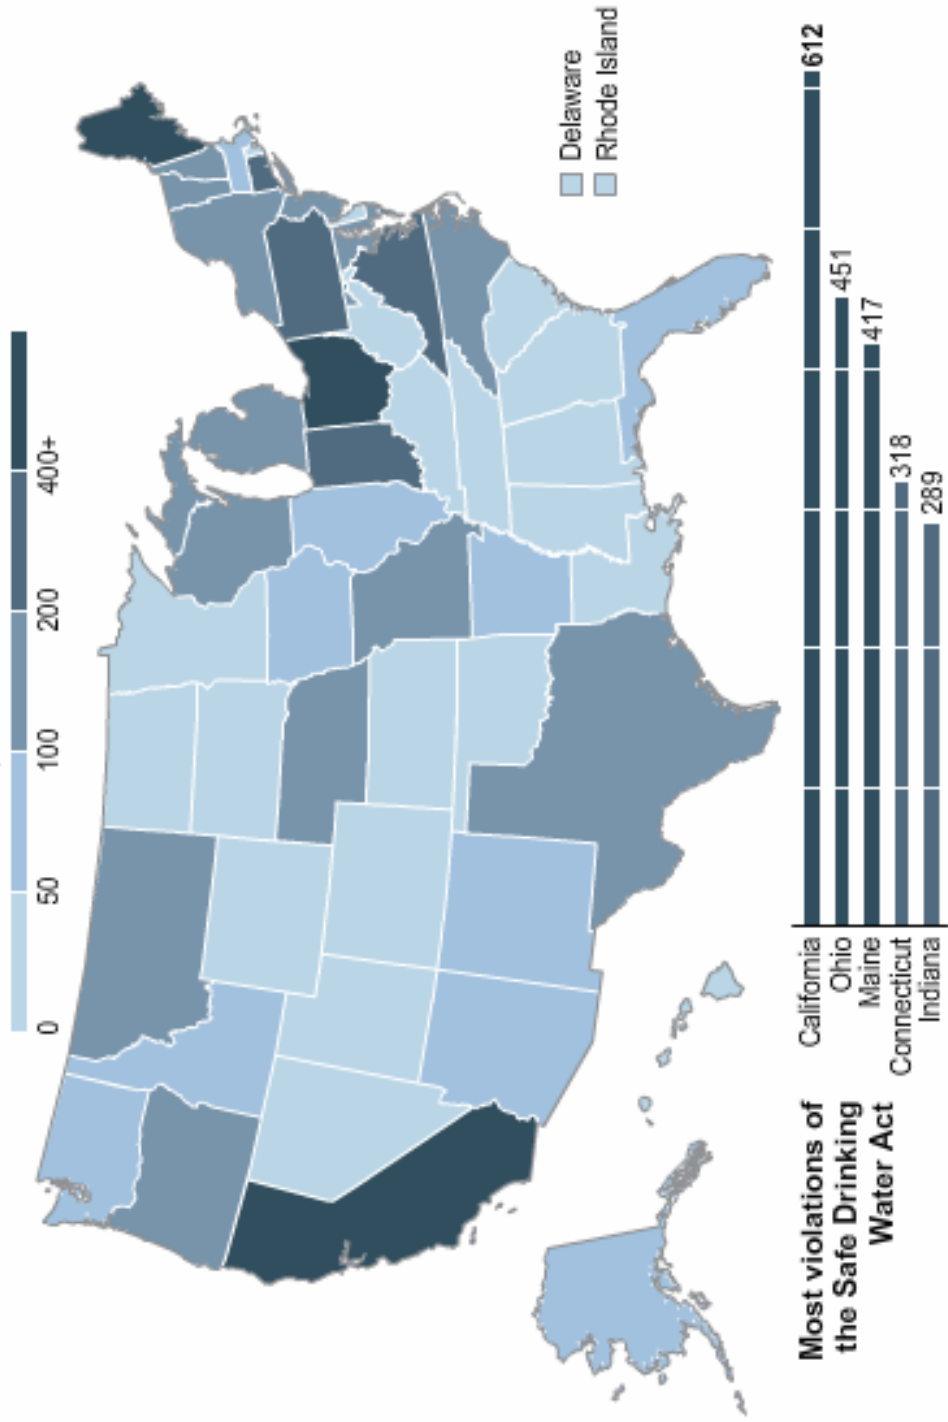 0 50 100 200 400+
Delaware
Rhode Island
Most violations of
the Safe Drinking
Water Act
California 612
Ohio 451
Maine 417
Connecticut 318
Indiana 289